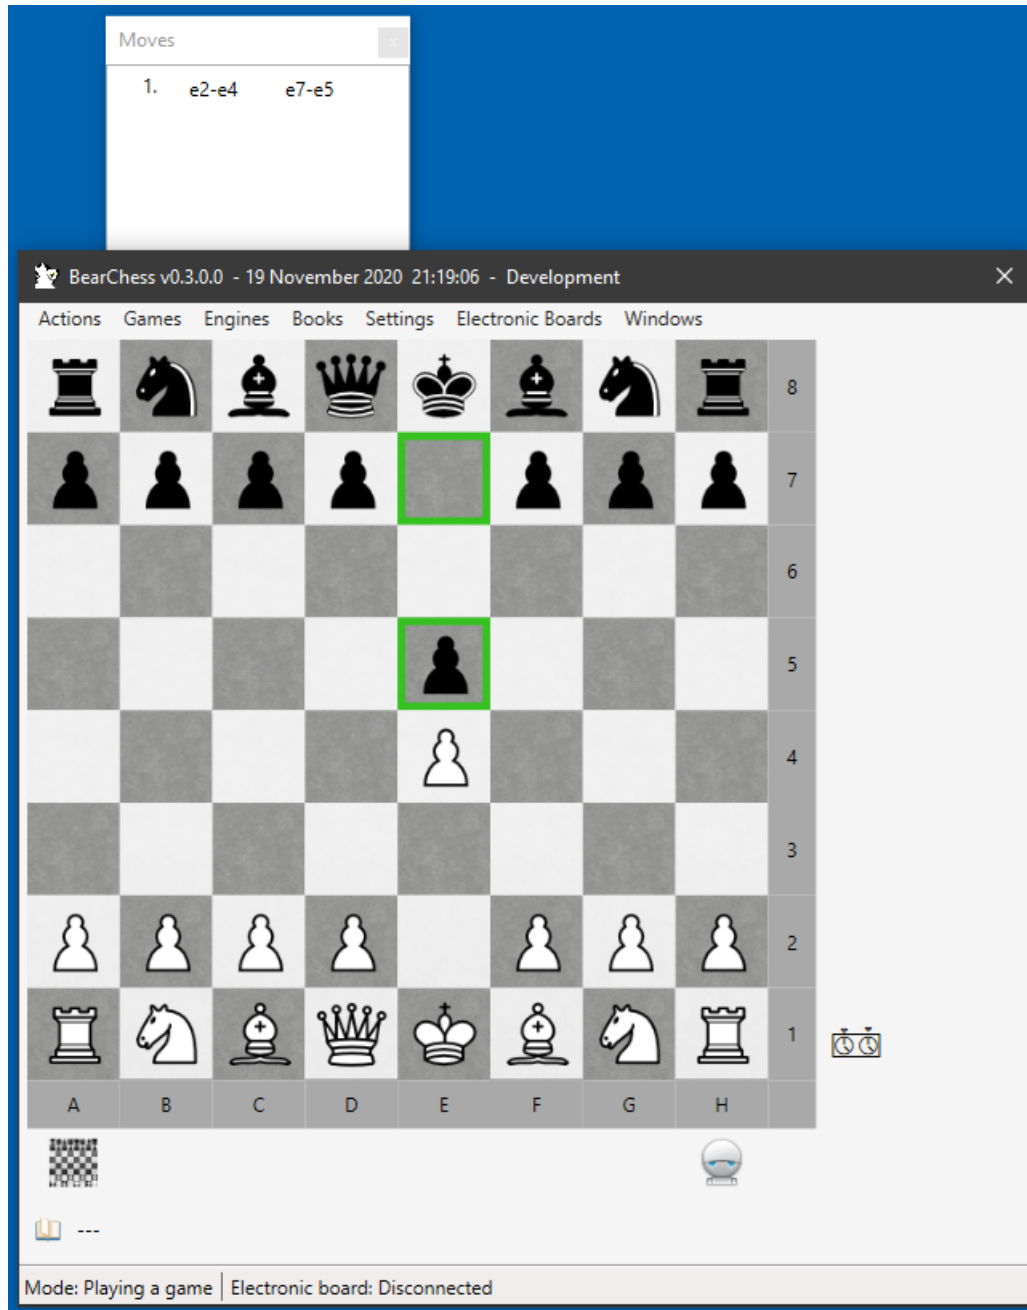 Moves x
1. e2-e4 e7-e5
BearChess v0.3.0.0 - 19 November 2020 21:19:06 - Development
Actions Games Engines Books Settings Electronic Boards Windows
8
7
6
5
4
3
2
1
A B C D E F G H
---
Mode: Playing a game Electronic board: Disconnected